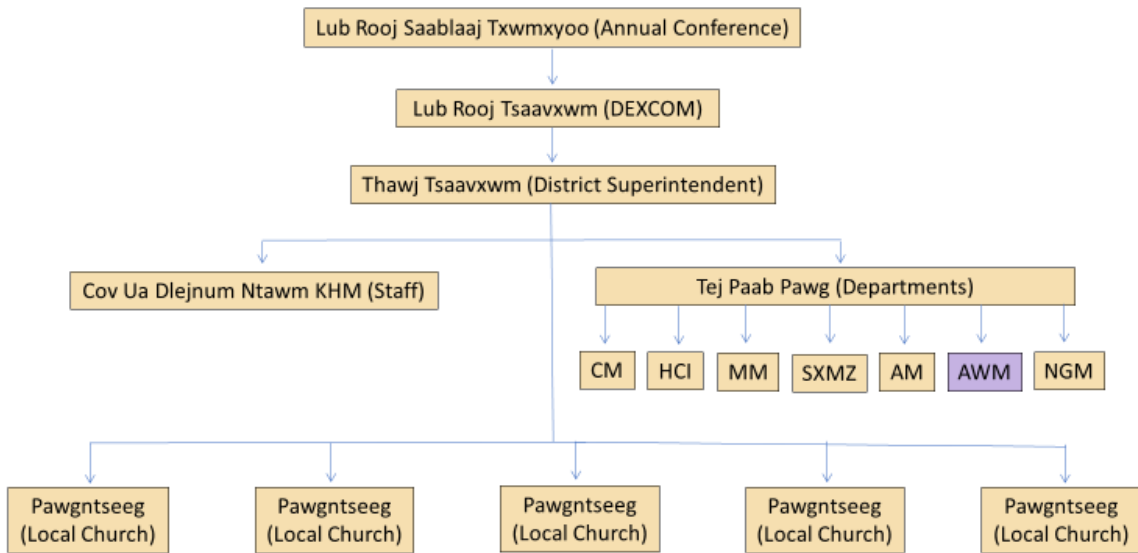 Lub Rooj Saablaaj Txwmxyoo (Annual Conference)
Lub Rooj Tsaavxwm (DEXCOM)
Thawj Tsaavxwm (District Superintendent)
Cov Ua Dlejnum Ntawm KHM (Staff)
Tej Paab Pawg (Departments)
CM
HCI
MM
SXMZ
AM
AWM
NGM
Pawgntseeg
(Local Church)
Pawgntseeg
(Local Church)
Pawgntseeg
(Local Church)
Pawgntseeg
(Local Church)
Pawgntseeg
(Local Church)